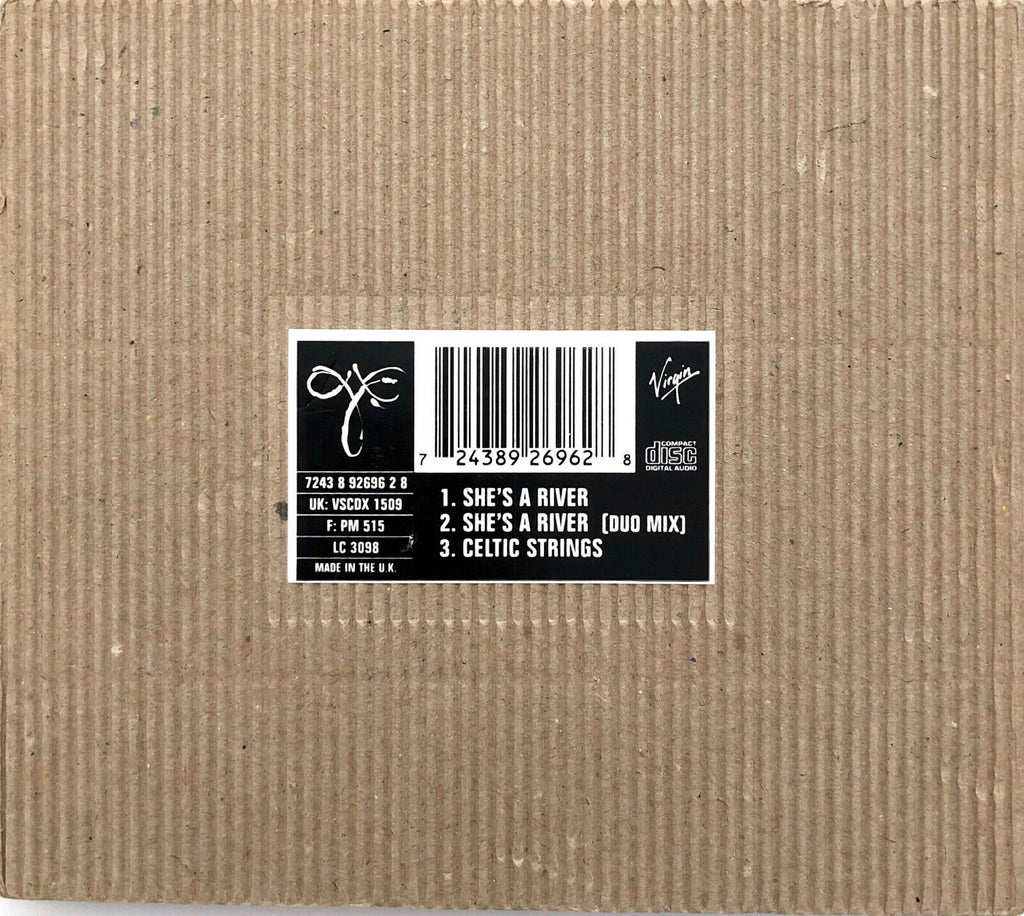 7 24389 26962 8
Virgin
COMPACT
disc
DIGITAL AUDIO
7243 8 92696 2 8
UK: VSCDX 1509
F: PM 515
LC 3098
MADE IN THE U.K.
1. SHE'S A RIVER
2. SHE'S A RIVER [DUO MIX]
3. CELTIC STRINGS